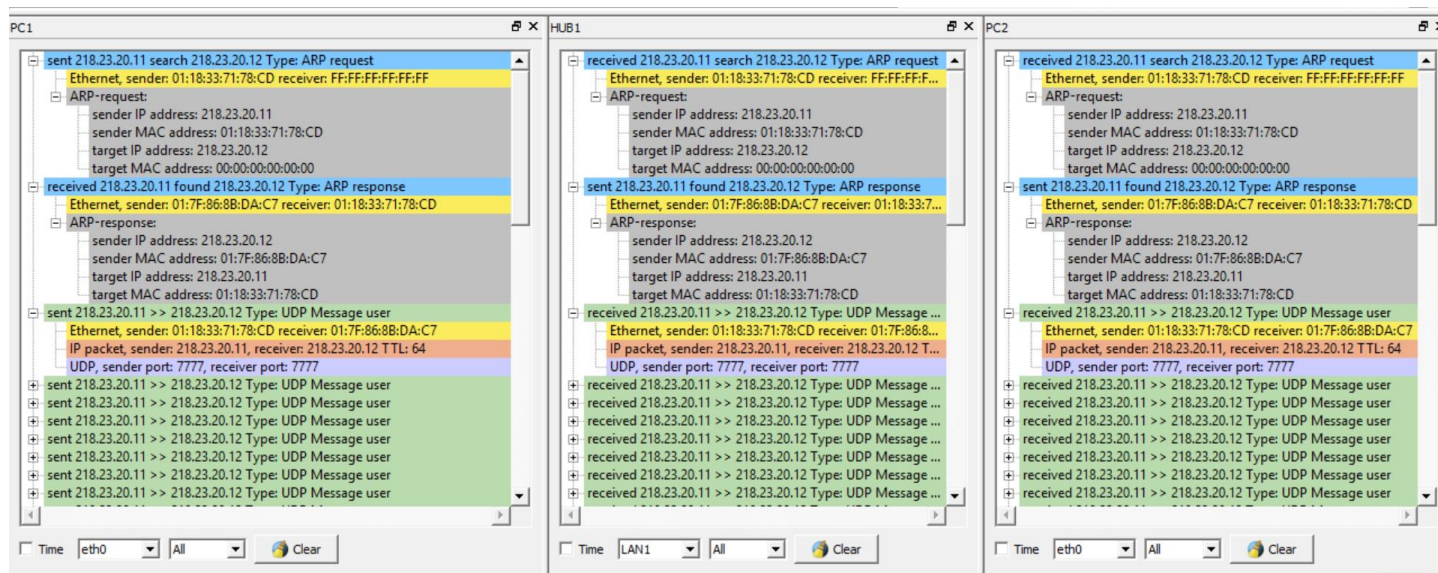 PC1
sent 218.23.20.11 search 218.23.20.12 Type: ARP request
Ethernet, sender: 01:18:33:71:78:CD receiver: FF:FF:FF:FF:FF:FF
ARP-request:
sender IP address: 218.23.20.11
sender MAC address: 01:18:33:71:78:CD
target IP address: 218.23.20.12
target MAC address: 00:00:00:00:00:00
received 218.23.20.11 found 218.23.20.12 Type: ARP response
Ethernet, sender: 01:7F:86:8B:DA:C7 receiver: 01:18:33:71:78:CD
ARP-response:
sender IP address: 218.23.20.12
sender MAC address: 01:7F:86:8B:DA:C7
target IP address: 218.23.20.11
target MAC address: 01:18:33:71:78:CD
sent 218.23.20.11 >> 218.23.20.12 Type: UDP Message user
Ethernet, sender: 01:18:33:71:78:CD receiver: 01:7F:86:8B:DA:C7
IP packet, sender: 218.23.20.11, receiver: 218.23.20.12 TTL: 64
UDP, sender port: 7777, receiver port: 7777
sent 218.23.20.11 >> 218.23.20.12 Type: UDP Message user
sent 218.23.20.11 >> 218.23.20.12 Type: UDP Message user
sent 218.23.20.11 >> 218.23.20.12 Type: UDP Message user
sent 218.23.20.11 >> 218.23.20.12 Type: UDP Message user
sent 218.23.20.11 >> 218.23.20.12 Type: UDP Message user
sent 218.23.20.11 >> 218.23.20.12 Type: UDP Message user
sent 218.23.20.11 >> 218.23.20.12 Type: UDP Message user
Time eth0 All Clear
HUB1
received 218.23.20.11 search 218.23.20.12 Type: ARP request
Ethernet, sender: 01:18:33:71:78:CD receiver: FF:FF:FF:F...
ARP-request:
sender IP address: 218.23.20.11
sender MAC address: 01:18:33:71:78:CD
target IP address: 218.23.20.12
target MAC address: 00:00:00:00:00:00
sent 218.23.20.11 found 218.23.20.12 Type: ARP response
Ethernet, sender: 01:7F:86:8B:DA:C7 receiver: 01:18:33:7...
ARP-response:
sender IP address: 218.23.20.12
sender MAC address: 01:7F:86:8B:DA:C7
target IP address: 218.23.20.11
target MAC address: 01:18:33:71:78:CD
received 218.23.20.11 >> 218.23.20.12 Type: UDP Message ...
Ethernet, sender: 01:18:33:71:78:CD receiver: 01:7F:86:8...
IP packet, sender: 218.23.20.11, receiver: 218.23.20.12 T...
UDP, sender port: 7777, receiver port: 7777
received 218.23.20.11 >> 218.23.20.12 Type: UDP Message ...
received 218.23.20.11 >> 218.23.20.12 Type: UDP Message ...
received 218.23.20.11 >> 218.23.20.12 Type: UDP Message ...
received 218.23.20.11 >> 218.23.20.12 Type: UDP Message ...
received 218.23.20.11 >> 218.23.20.12 Type: UDP Message ...
received 218.23.20.11 >> 218.23.20.12 Type: UDP Message ...
received 218.23.20.11 >> 218.23.20.12 Type: UDP Message ...
Time LAN1 All Clear
PC2
received 218.23.20.11 search 218.23.20.12 Type: ARP request
Ethernet, sender: 01:18:33:71:78:CD receiver: FF:FF:FF:FF:FF:FF
ARP-request:
sender IP address: 218.23.20.11
sender MAC address: 01:18:33:71:78:CD
target IP address: 218.23.20.12
target MAC address: 00:00:00:00:00:00
sent 218.23.20.11 found 218.23.20.12 Type: ARP response
Ethernet, sender: 01:7F:86:8B:DA:C7 receiver: 01:18:33:71:78:CD
ARP-response:
sender IP address: 218.23.20.12
sender MAC address: 01:7F:86:8B:DA:C7
target IP address: 218.23.20.11
target MAC address: 01:18:33:71:78:CD
received 218.23.20.11 >> 218.23.20.12 Type: UDP Message user
Ethernet, sender: 01:18:33:71:78:CD receiver: 01:7F:86:8B:DA:C7
IP packet, sender: 218.23.20.11, receiver: 218.23.20.12 TTL: 64
UDP, sender port: 7777, receiver port: 7777
received 218.23.20.11 >> 218.23.20.12 Type: UDP Message user
received 218.23.20.11 >> 218.23.20.12 Type: UDP Message user
received 218.23.20.11 >> 218.23.20.12 Type: UDP Message user
received 218.23.20.11 >> 218.23.20.12 Type: UDP Message user
received 218.23.20.11 >> 218.23.20.12 Type: UDP Message user
received 218.23.20.11 >> 218.23.20.12 Type: UDP Message user
received 218.23.20.11 >> 218.23.20.12 Type: UDP Message user
Time eth0 All Clear